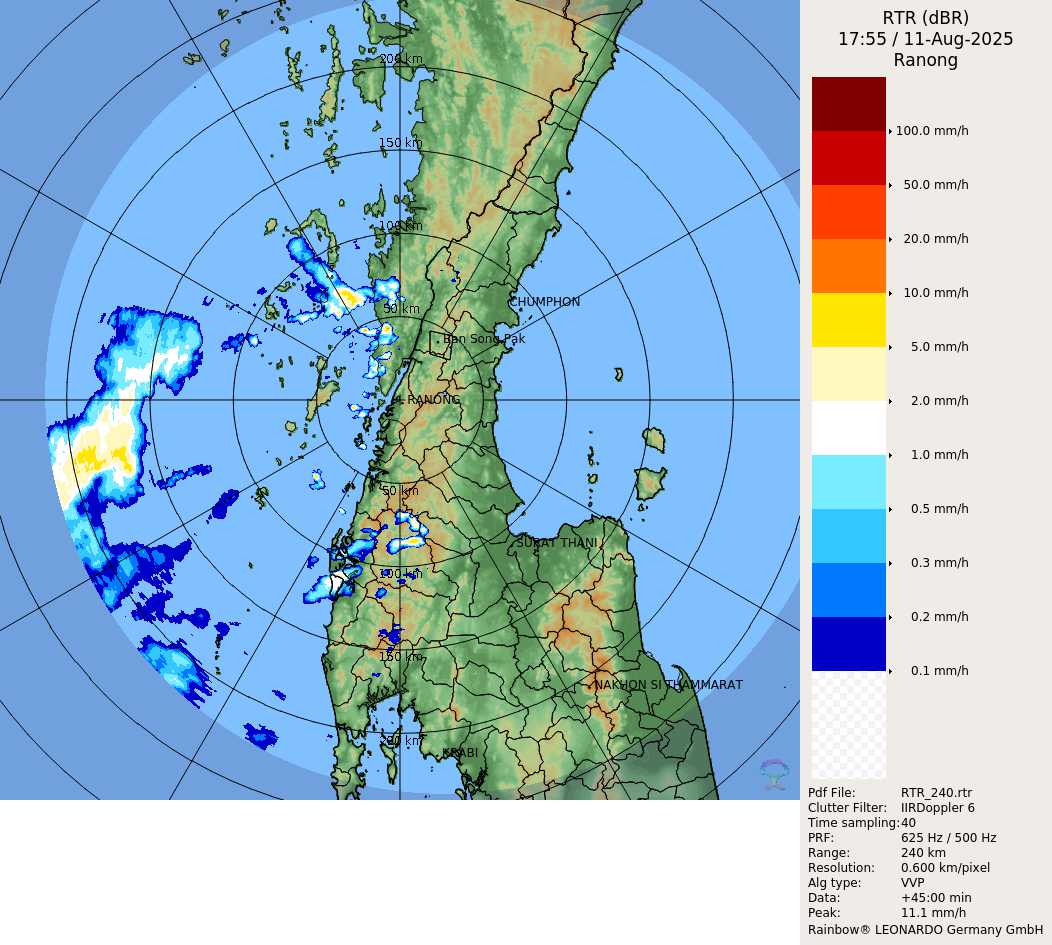 RTR (dBR)
17:55 / 11-Aug-2025
Ranong
100.0 mm/h
50.0 mm/h
20.0 mm/h
10.0 mm/h
5.0 mm/h
2.0 mm/h
1.0 mm/h
0.5 mm/h
0.3 mm/h
0.2 mm/h
0.1 mm/h
200 km
150 km
100 km
CHUMPHON
50 km
Ban Song Pak
RANONG
50 km
SURAT THANI
100 km
150 km
NAKHON SI THAMMARAT
200 km
KRABI
Pdf File: RTR_240.rtr
Clutter Filter: IIRDoppler 6
Time sampling:40
PRF: 625 Hz / 500 Hz
Range: 240 km
Resolution: 0.600 km/pixel
Alg type: VVP
Data: +45:00 min
Peak: 11.1 mm/h
Rainbow® LEONARDO Germany GmbH